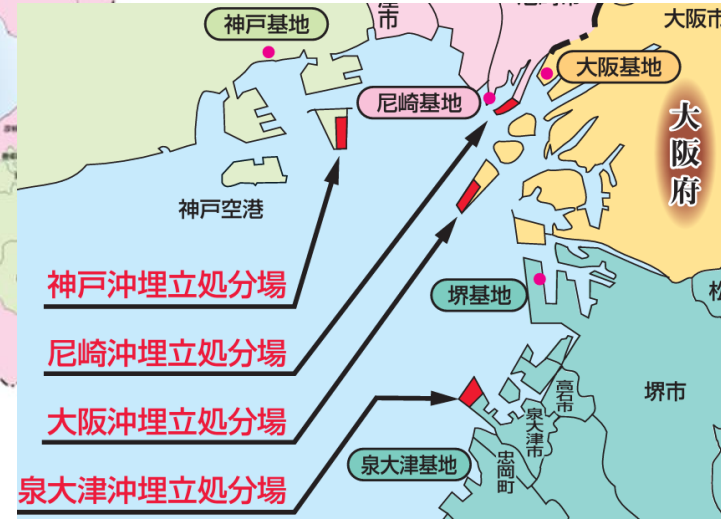 神戸基地
大阪市
大阪基地
尼崎基地
大阪府
神戸空港
神戸沖埋立処分場
堺基地
尼崎沖埋立処分場
高石市
堺市
大阪沖埋立処分場
泉大津市
忠岡町
泉大津基地
泉大津沖埋立処分場